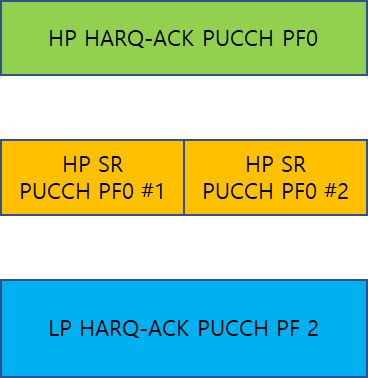 HP HARQ-ACK PUCCH PF0
HP SR
PUCCH PF0 #1
HP SR
PUCCH PF0 #2
LP HARQ-ACK PUCCH PF 2